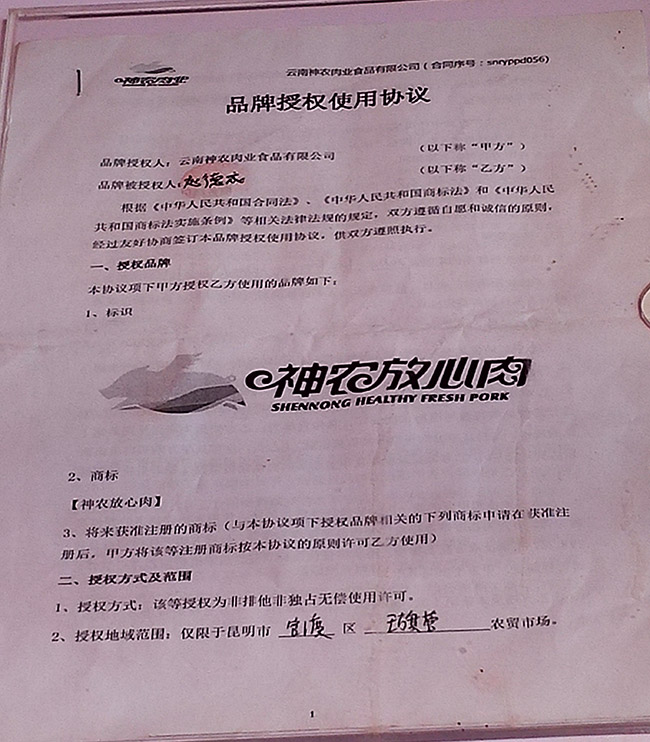 神农肉业
云南神农肉业食品有限公司（合同序号：snryppd056）
品牌授权使用协议
品牌授权人：云南神农肉业食品有限公司 （以下称“甲方”）
品牌被授权人： （以下称“乙方”）
根据《中华人民共和国合同法》、《中华人民共和国商标法》和《中华人民
共和国商标法实施条例》等相关法律法规的规定，双方遵循自愿和诚信的原则，
经过友好协商签订本品牌授权使用协议，供双方遵照执行。
一、授权品牌
本协议项下甲方授权乙方使用的品牌如下：
1、标识
神农放心肉
SHENNONG HEALTHY FRESH PORK
2、商标
【神农放心肉】
3、将来获准注册的商标（与本协议项下授权品牌相关的下列商标申请在获准注
册后，甲方将该等注册商标按本协议的原则许可乙方使用）
二、授权方式及范围
1、授权方式：该等授权为非排他非独占无偿使用许可。
2、授权地域范围：仅限于昆明市 官渡 区 农贸市场。
1